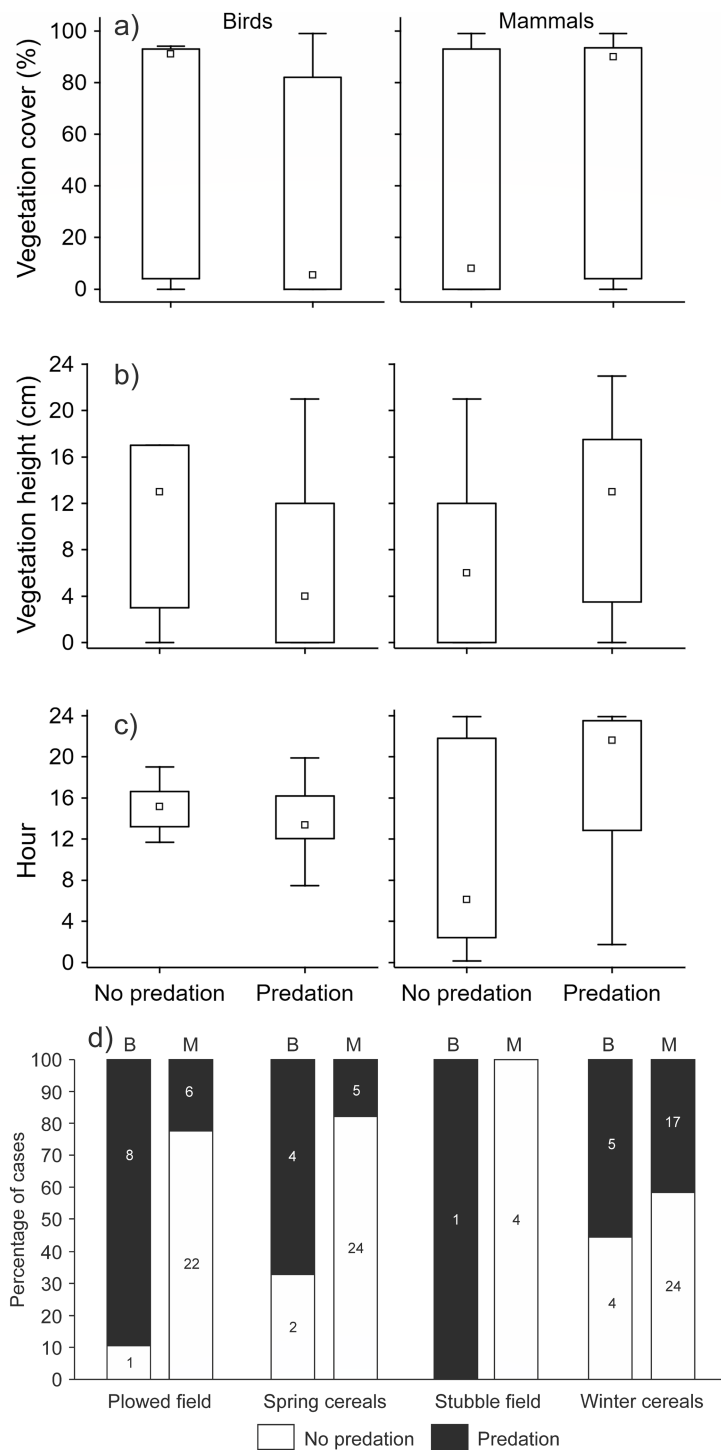 a)
Birds
Mammals
Vegetation cover (%)
100
80
60
40
20
0
b)
Vegetation height (cm)
24
20
16
12
8
4
0
c)
Hour
24
20
16
12
8
4
0
No predation Predation No predation Predation
d)
B M B M B M B M
Percentage of cases
100
90
80
70
60
50
40
30
20
10
0
8 6 4 5 1 4 5 17
1 22 2 24 4 24
Plowed field Spring cereals Stubble field Winter cereals
No predation Predation